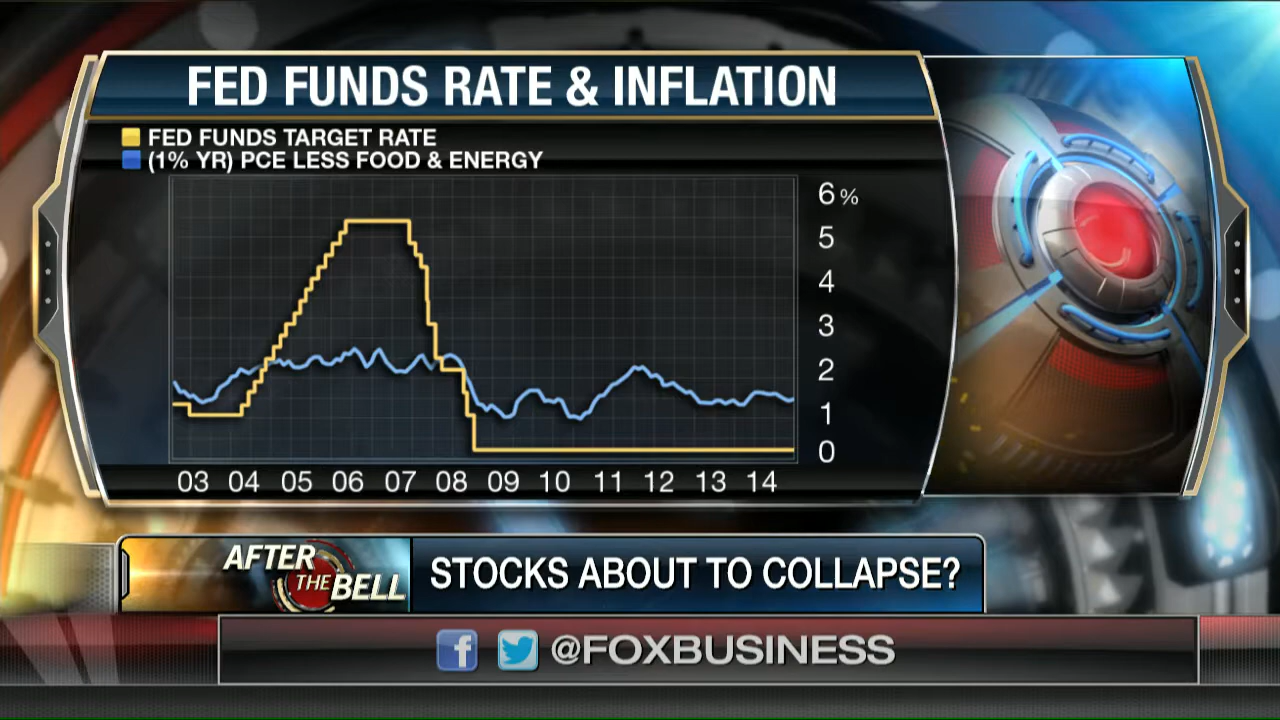 FED FUNDS RATE & INFLATION
FED FUNDS TARGET RATE
(1% YR) PCE LESS FOOD & ENERGY
6%
5
4
3
2
1
0
03 04 05 06 07 08 09 10 11 12 13 14
AFTER
THE
BELL
STOCKS ABOUT TO COLLAPSE?
f @FOXBUSINESS